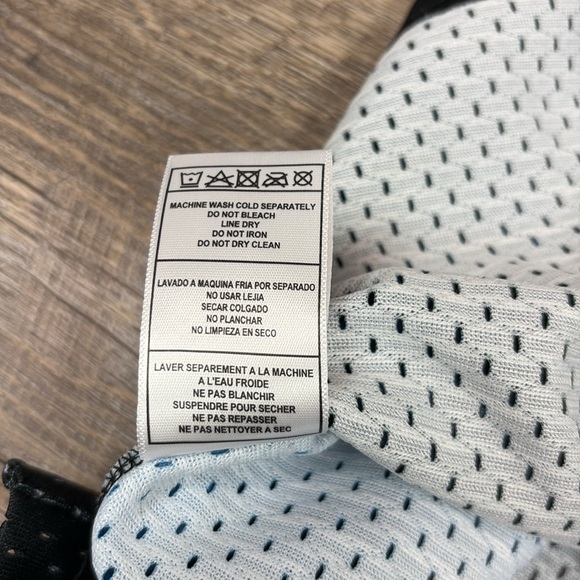 MACHINE WASH COLD SEPARATELY
DO NOT BLEACH
LINE DRY
DO NOT IRON
DO NOT DRY CLEAN
LAVADO A MAQUINA FRIA POR SEPARADO
NO USAR LEJIA
SECAR COLGADO
NO PLANCHAR
NO LIMPIEZA EN SECO
LAVER SEPAREMENT A LA MACHINE
A L'EAU FROIDE
NE PAS BLANCHIR
SUSPENDRE POUR SECHER
NE PAS REPASSER
NE PAS NETTOYER A SEC